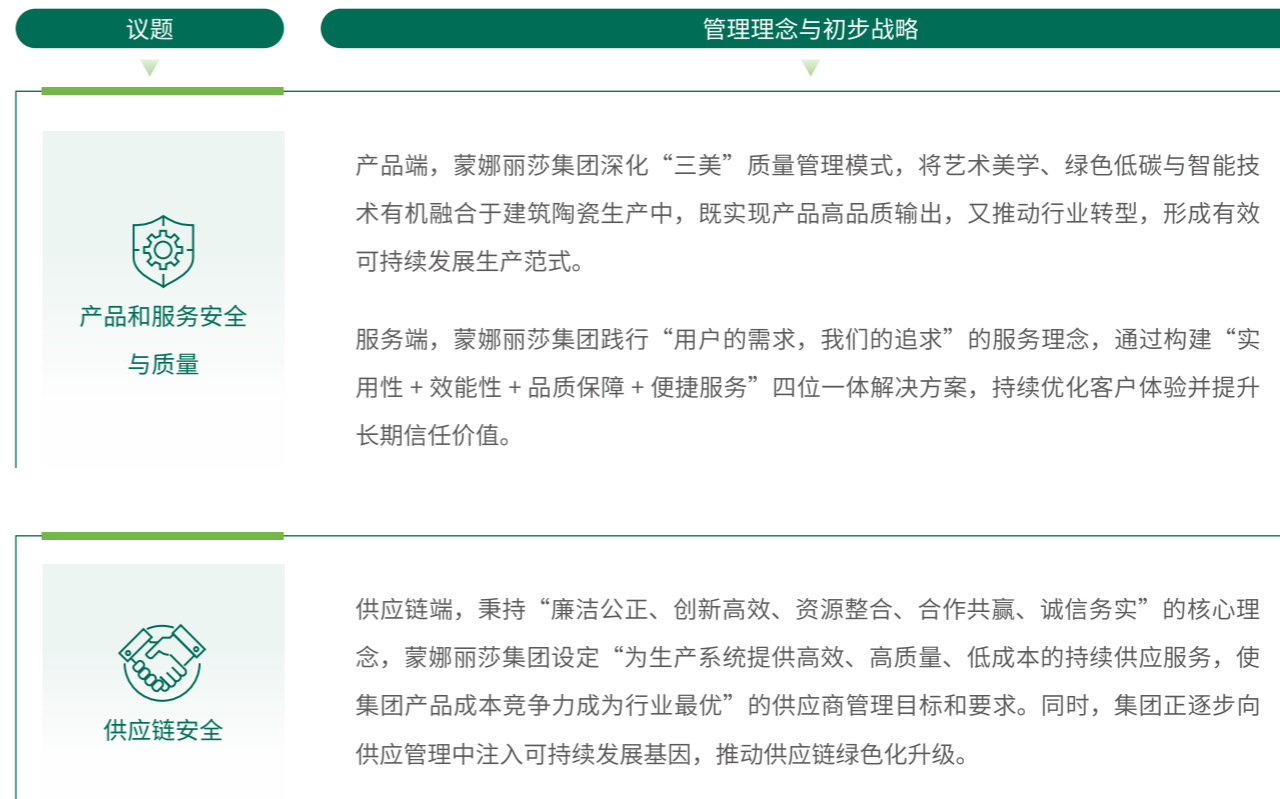 议题
管理理念与初步战略
产品和服务安全
与质量
产品端，蒙娜丽莎集团深化“三美”质量管理模式，将艺术美学、绿色低碳与智能技
术有机融合于建筑陶瓷生产中，既实现产品高品质输出，又推动行业转型，形成有效
可持续发展生产范式。
服务端，蒙娜丽莎集团践行“用户的需求，我们的追求”的服务理念，通过构建“实
用性 + 效能性 + 品质保障 + 便捷服务”四位一体解决方案，持续优化客户体验并提升
长期信任价值。
供应链安全
供应链端，秉持“廉洁公正、创新高效、资源整合、合作共赢、诚信务实”的核心理
念，蒙娜丽莎集团设定“为生产系统提供高效、高质量、低成本的持续供应服务，使
集团产品成本竞争力成为行业最优”的供应商管理目标和要求。同时，集团正逐步向
供应管理中注入可持续发展基因，推动供应链绿色化升级。